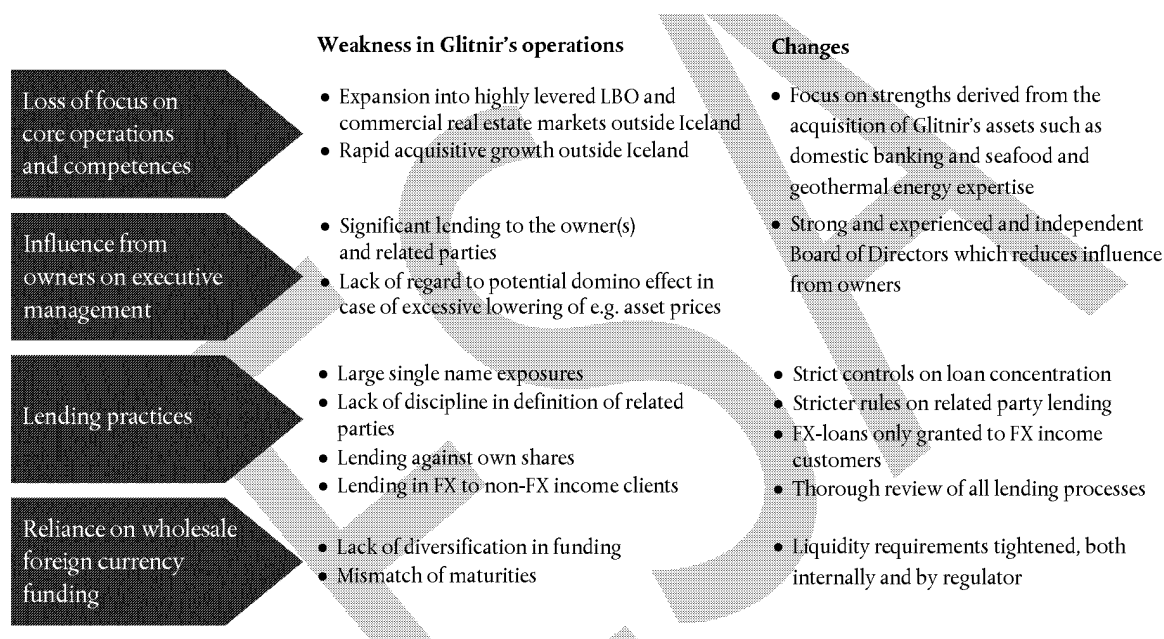 Weakness in Glitnir's operations
Changes
Loss of focus on
core operations
and competences
• Expansion into highly levered LBO and
commercial real estate markets outside Iceland
• Rapid acquisitive growth outside Iceland
• Focus on strengths derived from the
acquisition of Glitnir's assets such as
domestic banking and seafood and
geothermal energy expertise
Influence from
owners on executive
management
• Significant lending to the owner(s)
and related parties
• Lack of regard to potential domino effect in
case of excessive lowering of e.g. asset prices
• Strong and experienced and independent
Board of Directors which reduces influence
from owners
Lending practices
• Large single name exposures
• Lack of discipline in definition of related
parties
• Lending against own shares
• Lending in FX to non-FX income clients
• Strict controls on loan concentration
• Stricter rules on related party lending
• FX-loans only granted to FX income
customers
• Thorough review of all lending processes
Reliance on wholesale
foreign currency
funding
• Lack of diversification in funding
• Mismatch of maturities
• Liquidity requirements tightened, both
internally and by regulator